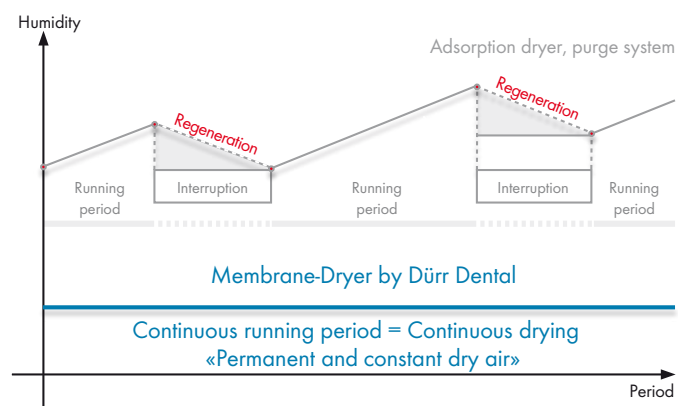 Humidity
Adsorption dryer, purge system
Regeneration
Regeneration
Running
period
Interruption
Running
period
Interruption
Running
period
Membrane-Dryer by Dürr Dental
Continuous running period = Continuous drying
«Permanent and constant dry air»
Period